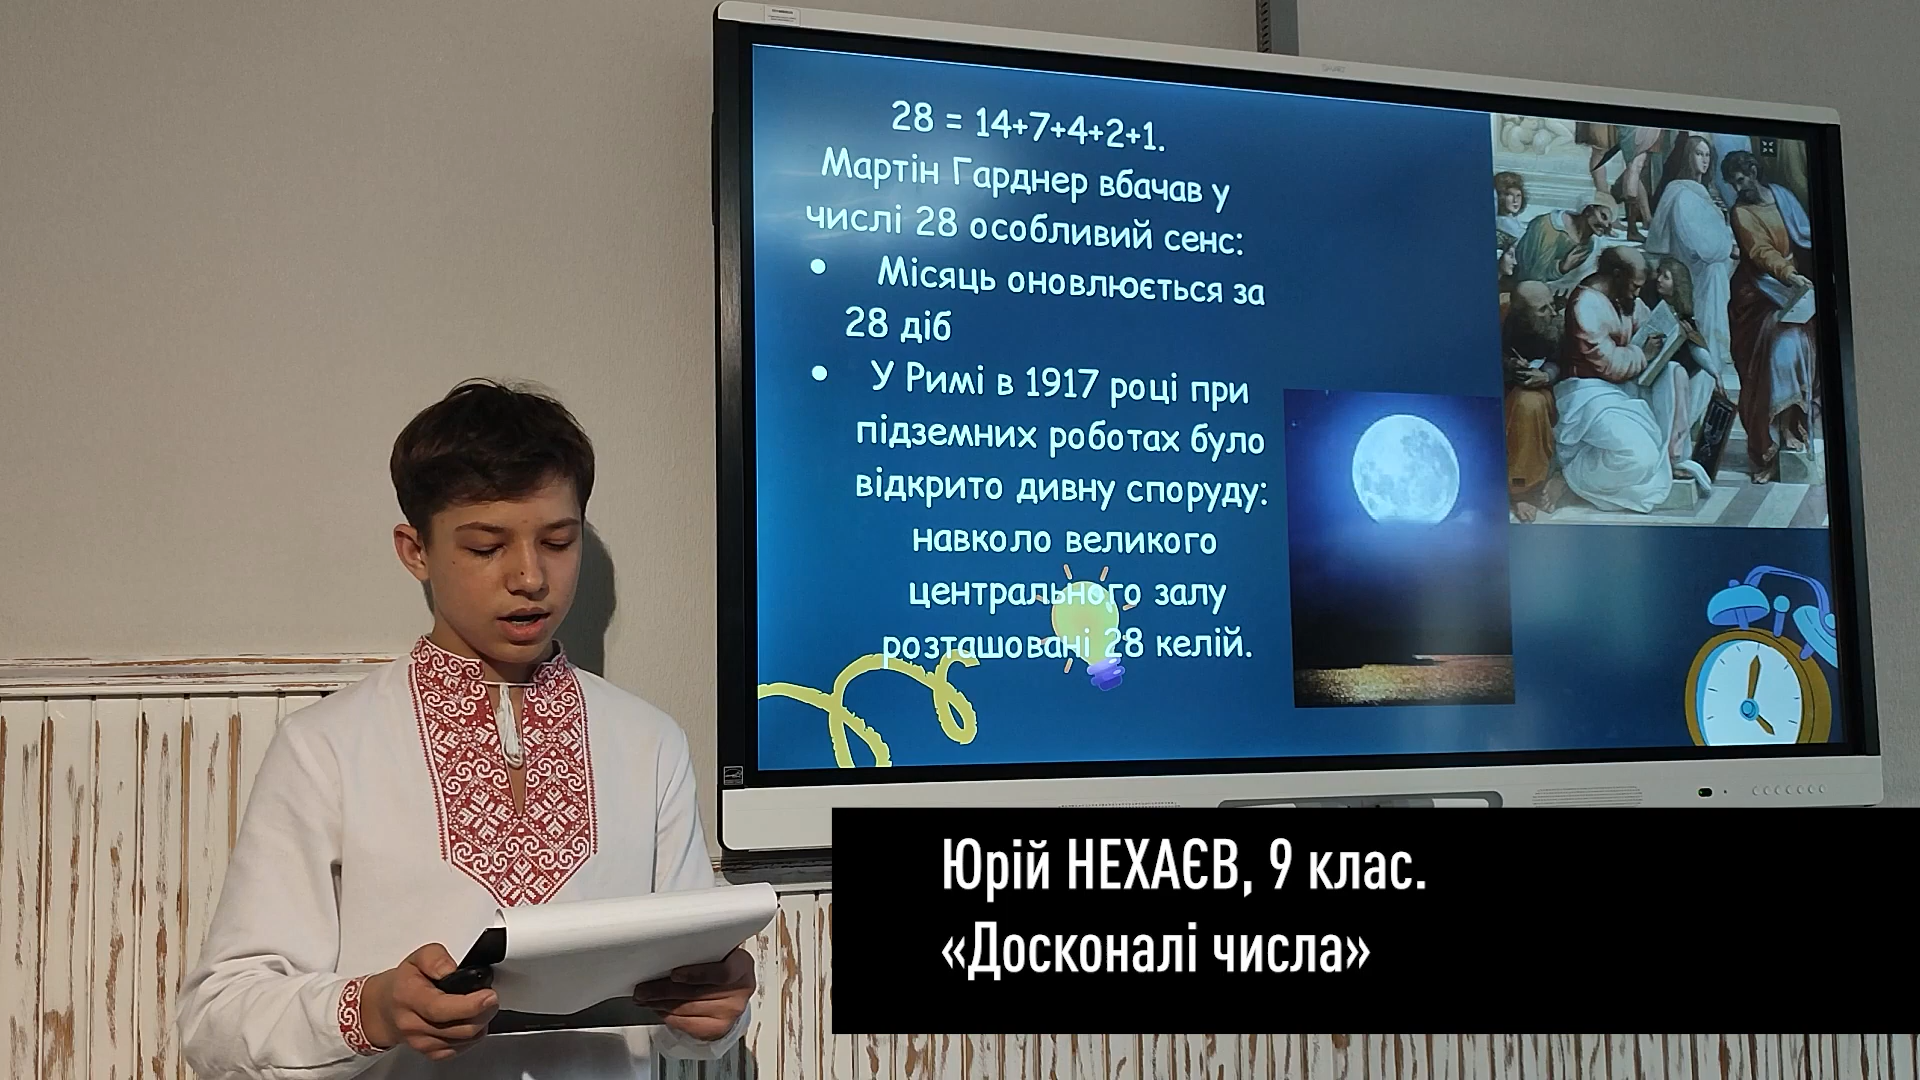 28 = 14+7+4+2+1.
Мартін Гарднер вбачав у
числі 28 особливий сенс:
• Місяць оновлюється за
28 діб
• У Римі в 1917 році при
підземних роботах було
відкрито дивну споруду:
навколо великого
центрального залу
розташовані 28 келій.
Юрій НЕХАЄВ, 9 клас.
«Досконалі числа»